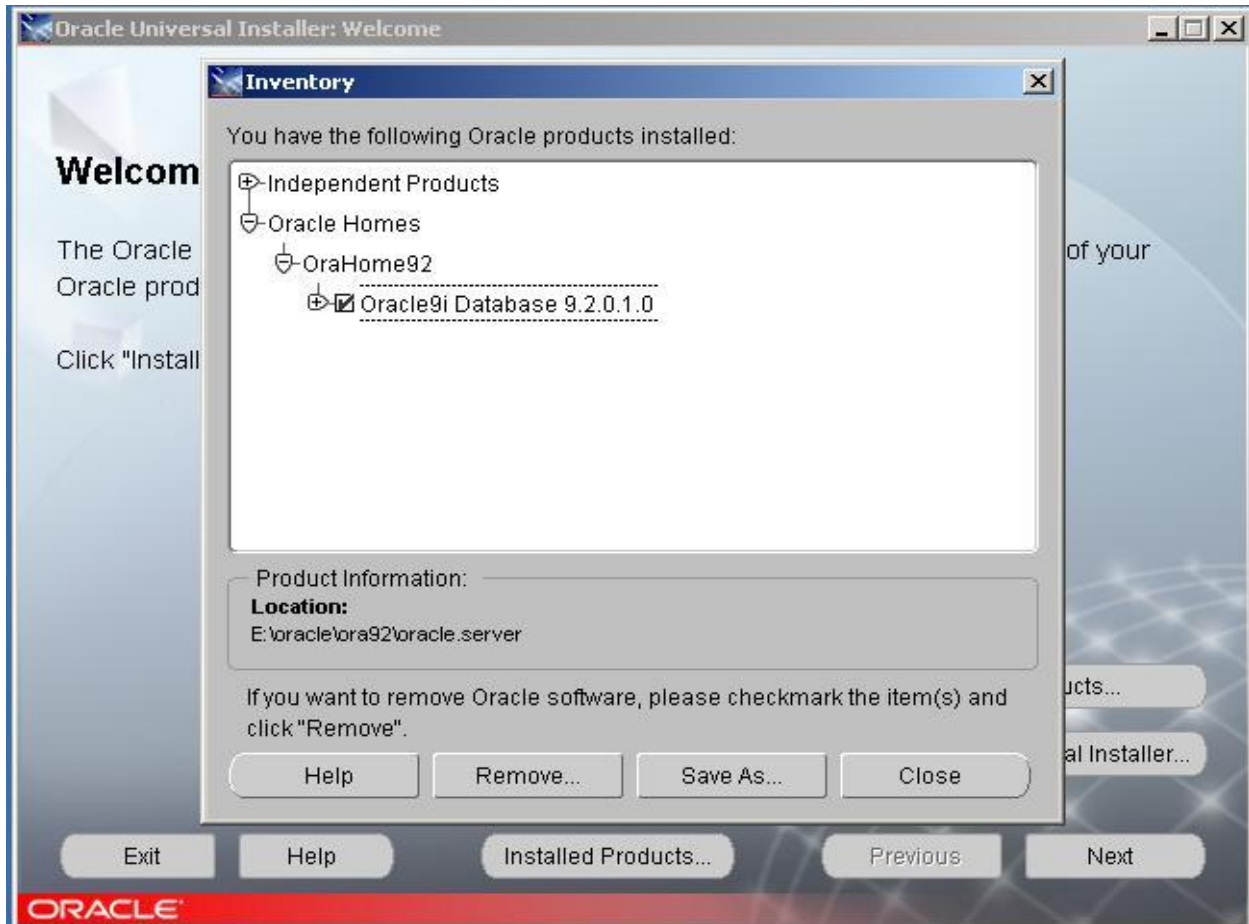 Oracle Universal Installer: Welcome
Inventory
You have the following Oracle products installed:
Independent Products
Oracle Homes
OraHome92
Oracle9i Database 9.2.0.1.0
Welcom
The Oracle
of your
Oracle prod
Click "Install
Product Information:
Location:
E:\oracle\ora92\oracle.server
If you want to remove Oracle software, please checkmark the item(s) and
click "Remove".
ucts...
al Installer...
Help
Remove...
Save As...
Close
Exit
Help
Installed Products...
Previous
Next
ORACLE